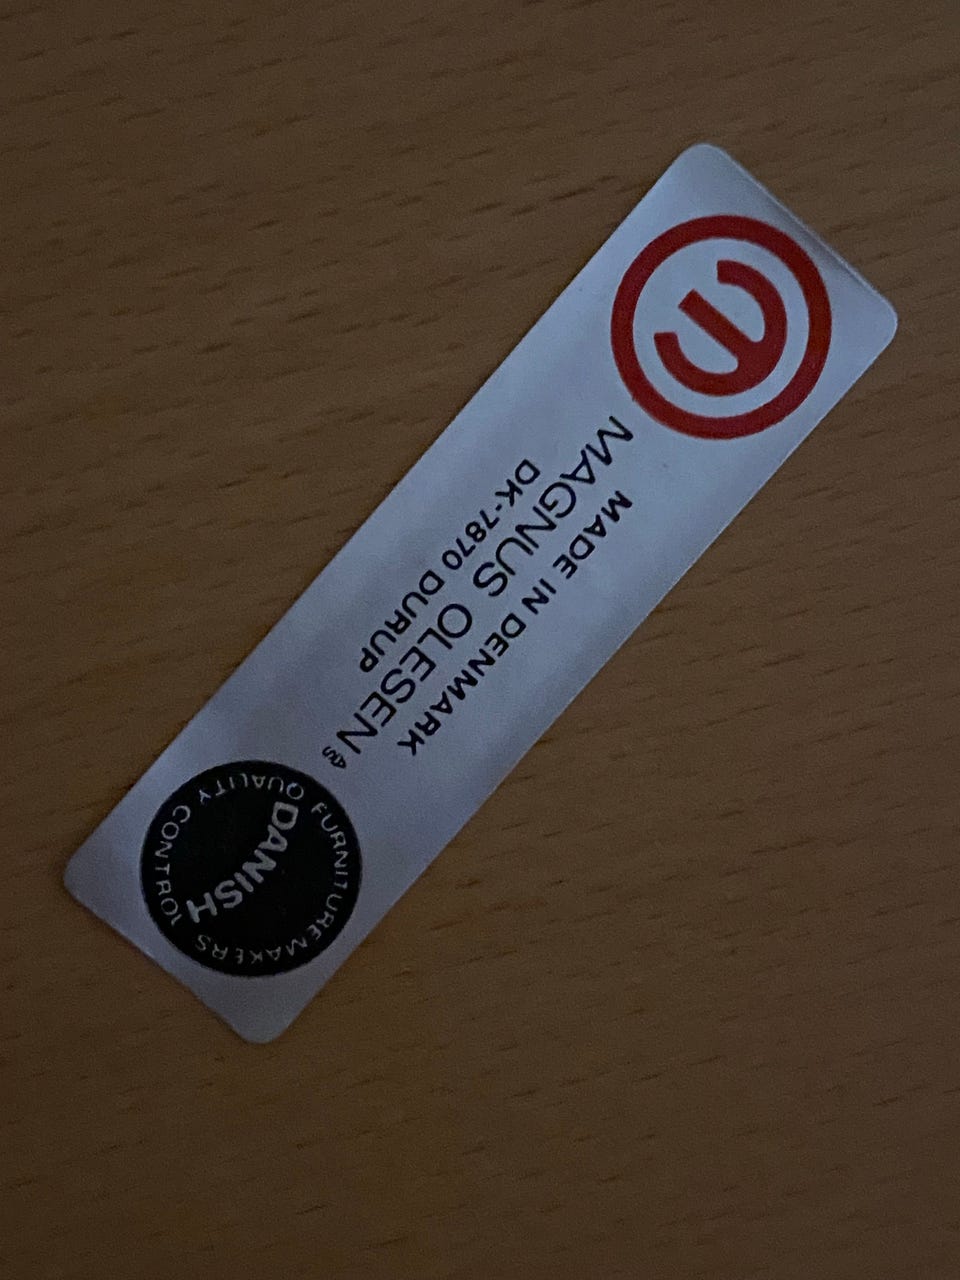 MADE IN DENMARK
MAGNUS OLESEN A/S
DK-7870 DURUP
DANISH
FURNITUREMAKERS
QUALITY CONTROL